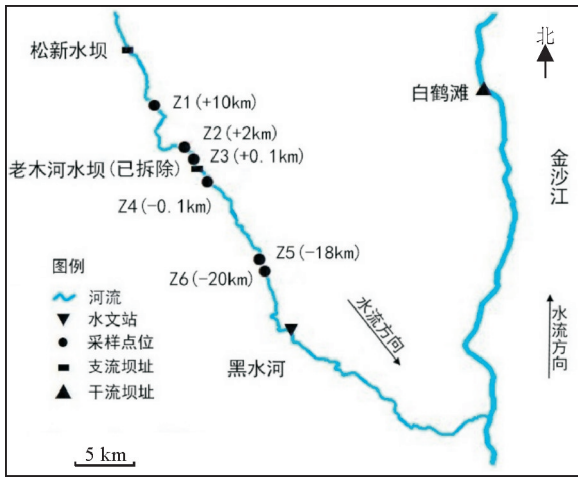 北
松新水坝
Z1(+10km)
白鹤滩
Z2(+2km)
Z3(+0.1km)
老木河水坝(已拆除)
Z4(-0.1km)
金沙江
Z5(-18km)
Z6(-20km)
图例
河流
水文站
采样点位
支流坝址
干流坝址
水流方向
水流方向
黑水河
5 km